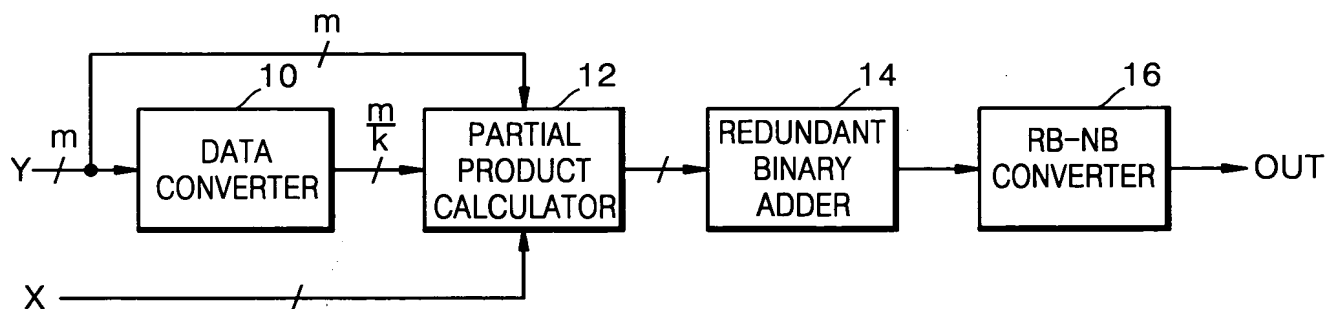 m
10
12
14
16
Y
m
DATA
CONVERTER
m
k
PARTIAL
PRODUCT
CALCULATOR
REDUNDANT
BINARY
ADDER
RB-NB
CONVERTER
OUT
X